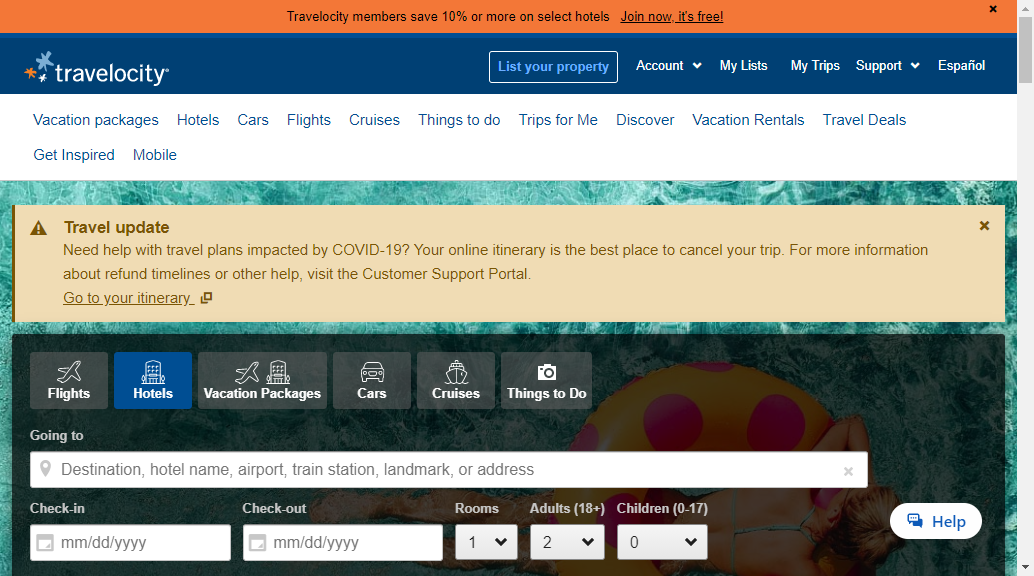 Travelocity members save 10% or more on select hotels Join now, it's free!
travelocity
List your property Account My Lists My Trips Support Español
Vacation packages Hotels Cars Flights Cruises Things to do Trips for Me Discover Vacation Rentals Travel Deals
Get Inspired Mobile
Travel update
Need help with travel plans impacted by COVID-19? Your online itinerary is the best place to cancel your trip. For more information
about refund timelines or other help, visit the Customer Support Portal.
Go to your itinerary
Flights Hotels Vacation Packages Cars Cruises Things to Do
Going to
Destination, hotel name, airport, train station, landmark, or address
Check-in Check-out Rooms Adults (18+) Children (0-17)
mm/dd/yyyy mm/dd/yyyy 1 2 0
Help